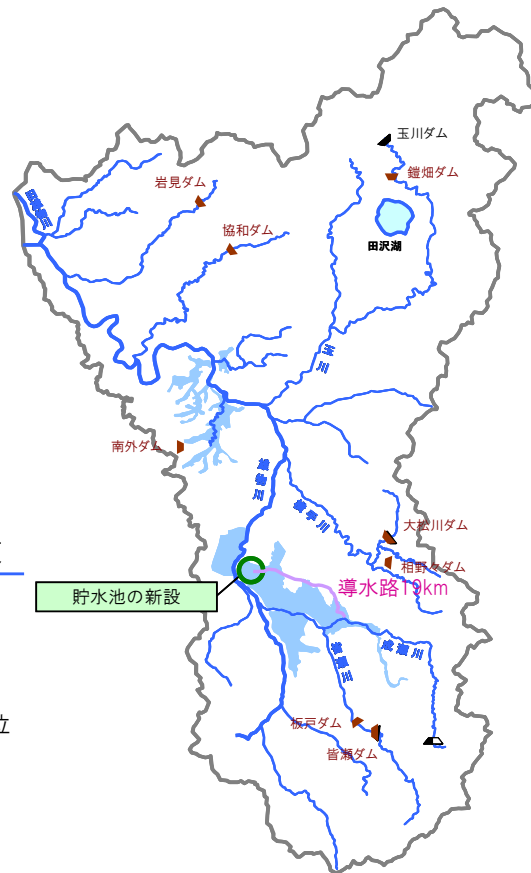 玉川ダム
岩見ダム
鎧畑ダム
協和ダム
田沢湖
玉川
南外ダム
雄物川
大松川ダム
相野々ダム
導水路19km
貯水池の新設
皆瀬川
成瀬川
板戸ダム
皆瀬ダム
位